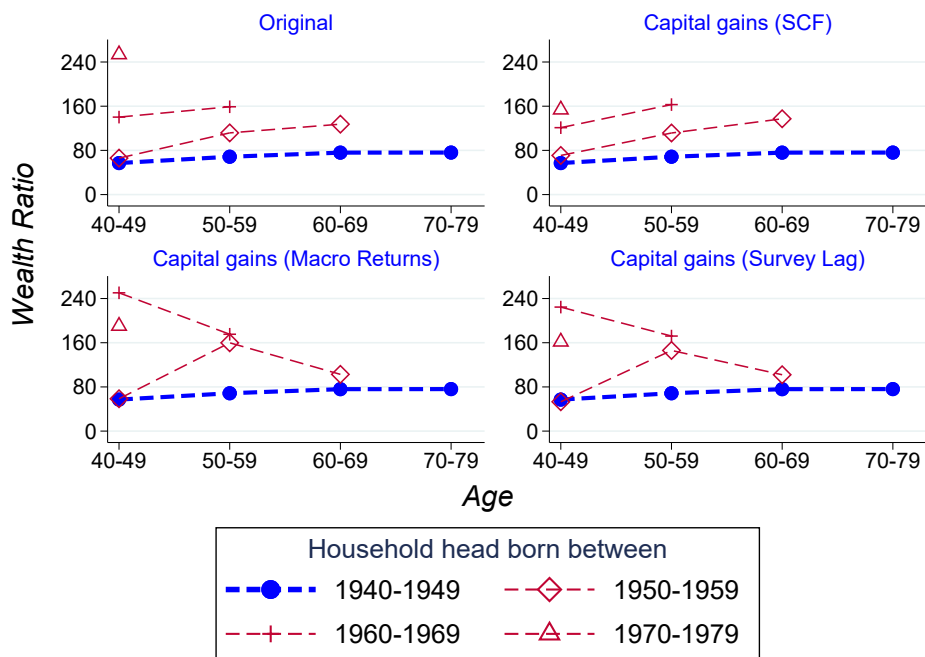 Original
Capital gains (SCF)
240
160
80
0
40-49 50-59 60-69 70-79
240
160
80
0
40-49 50-59 60-69 70-79
Capital gains (Macro Returns)
Capital gains (Survey Lag)
240
160
80
0
40-49 50-59 60-69 70-79
240
160
80
0
40-49 50-59 60-69 70-79
Wealth Ratio
Age
Household head born between
1940-1949 1950-1959
1960-1969 1970-1979